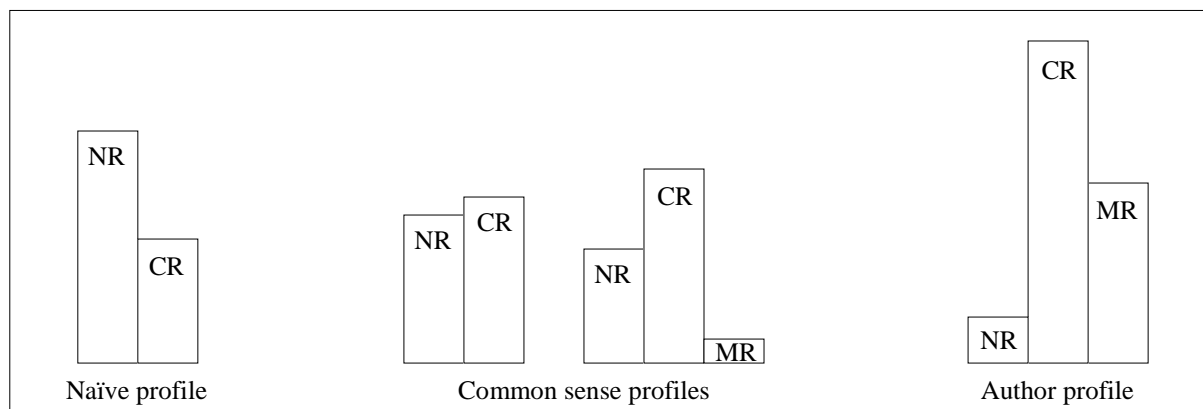 NR
CR
Naïve profile
NR
CR
NR
CR
MR
Common sense profiles
NR
CR
MR
Author profile